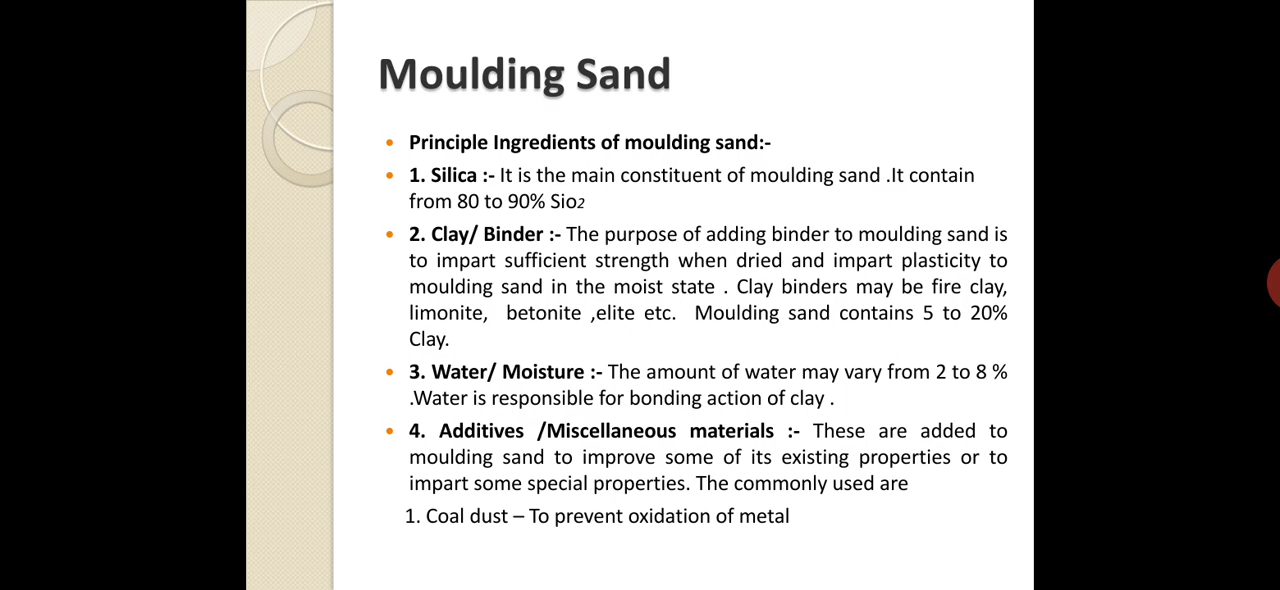 Moulding Sand
• Principle Ingredients of moulding sand:-
• 1. Silica :- It is the main constituent of moulding sand .It contain
from 80 to 90% Sio2
• 2. Clay/ Binder :- The purpose of adding binder to moulding sand is
to impart sufficient strength when dried and impart plasticity to
moulding sand in the moist state . Clay binders may be fire clay,
limonite, betonite ,elite etc. Moulding sand contains 5 to 20%
Clay.
• 3. Water/ Moisture :- The amount of water may vary from 2 to 8 %
.Water is responsible for bonding action of clay .
• 4. Additives /Miscellaneous materials :- These are added to
moulding sand to improve some of its existing properties or to
impart some special properties. The commonly used are
1. Coal dust – To prevent oxidation of metal